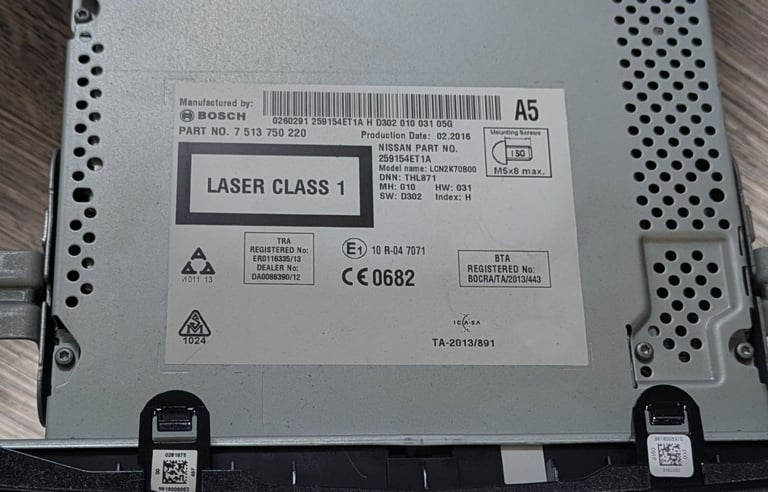 Manufactured by:
BOSCH
0260291 259154ET1A H D302 010 031 05G
A5
PART NO. 7 513 750 220
Production Date: 02.2016
NISSAN PART NO.
259154ET1A
Model name: LCN2K70B00
DNN: THL871
MH: 010 HW: 031
SW: D302 Index: H
Mounting Screws
ISO
M5x8 max.
LASER CLASS 1
TRA
REGISTERED No:
ER0116335/13
DEALER No:
DA0086390/12
E1 10 R-04 7071
CE0682
BTA
REGISTERED No:
BOCRA/TA/2013/443
1024
ICASA
TA-2013/891
0281875